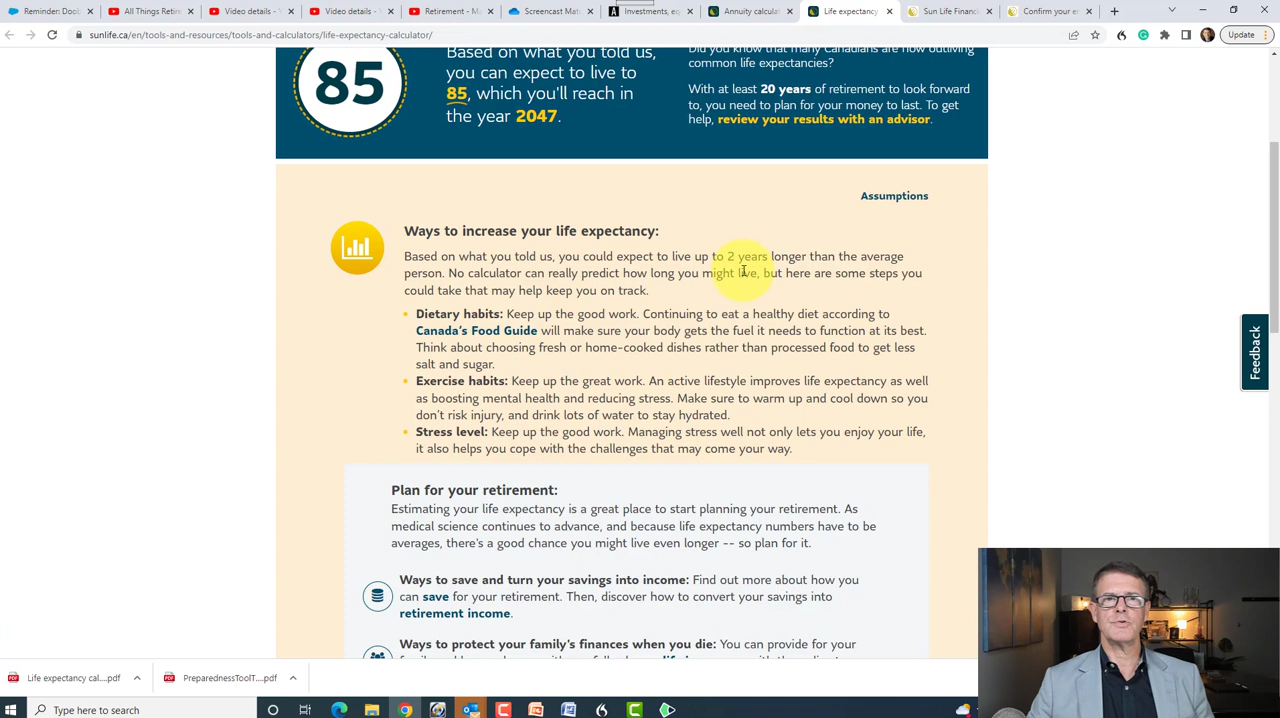 Reminder: Doob
All Things Retire
Video details - Y
Video details - Y
Retirement - Ma
Screencast Mate
Investments, eq
Annuity calculat
Life expectancy
Sun Life Financi
Confirm your e
sunlife.ca/en/tools-and-resources/tools-and-calculators/life-expectancy-calculator/
Update
85
Based on what you told us,
you can expect to live to
85, which you'll reach in
the year 2047.
Did you know that many Canadians are now outliving
common life expectancies?
With at least 20 years of retirement to look forward
to, you need to plan for your money to last. To get
help, review your results with an advisor.
Assumptions
Ways to increase your life expectancy:
Based on what you told us, you could expect to live up to 2 years longer than the average
person. No calculator can really predict how long you might live, but here are some steps you
could take that may help keep you on track.
Dietary habits: Keep up the good work. Continuing to eat a healthy diet according to
Canada's Food Guide will make sure your body gets the fuel it needs to function at its best.
Think about choosing fresh or home-cooked dishes rather than processed food to get less
salt and sugar.
Exercise habits: Keep up the great work. An active lifestyle improves life expectancy as well
as boosting mental health and reducing stress. Make sure to warm up and cool down so you
don't risk injury, and drink lots of water to stay hydrated.
Stress level: Keep up the good work. Managing stress well not only lets you enjoy your life,
it also helps you cope with the challenges that may come your way.
Feedback
Plan for your retirement:
Estimating your life expectancy is a great place to start planning your retirement. As
medical science continues to advance, and because life expectancy numbers have to be
averages, there's a good chance you might live even longer -- so plan for it.
Ways to save and turn your savings into income: Find out more about how you
can save for your retirement. Then, discover how to convert your savings into
retirement income.
Ways to protect your family's finances when you die: You can provide for your
Life expectancy cal....pdf
PreparednessToolT....pdf
Type here to search